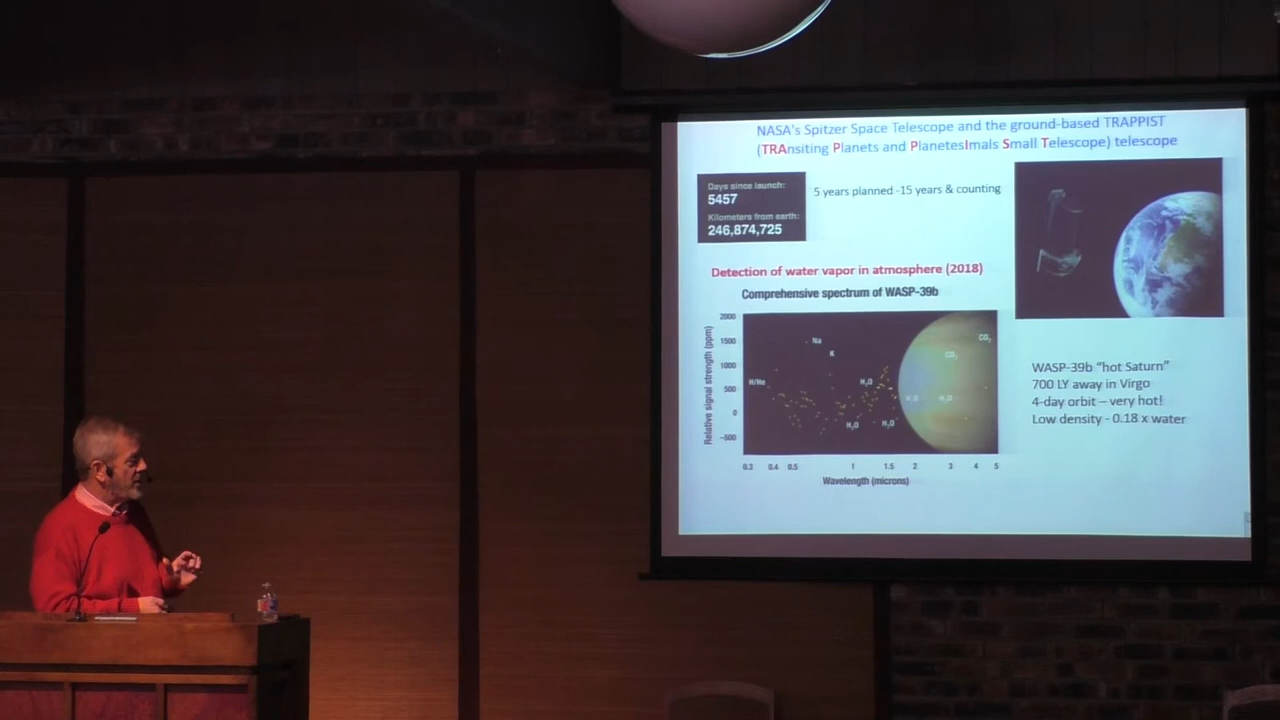 NASA's Spitzer Space Telescope and the ground-based TRAPPIST
(TRAnsiting Planets and PlanetesImals Small Telescope) telescope
Days since launch:
5457
Kilometers from earth:
246,874,725
5 years planned -15 years & counting
Detection of water vapor in atmosphere (2018)
Comprehensive spectrum of WASP-39b
Relative signal strength (ppm)
2000
1500
1000
500
0
-500
Na
K
H/He
H₂O
H₂O
H₂O
H₂O
H₂O
CO₂
CO₂
0.3 0.4 0.5 1 1.5 2 3 4 5
Wavelength (microns)
WASP-39b "hot Saturn"
700 LY away in Virgo
4-day orbit – very hot!
Low density - 0.18 x water